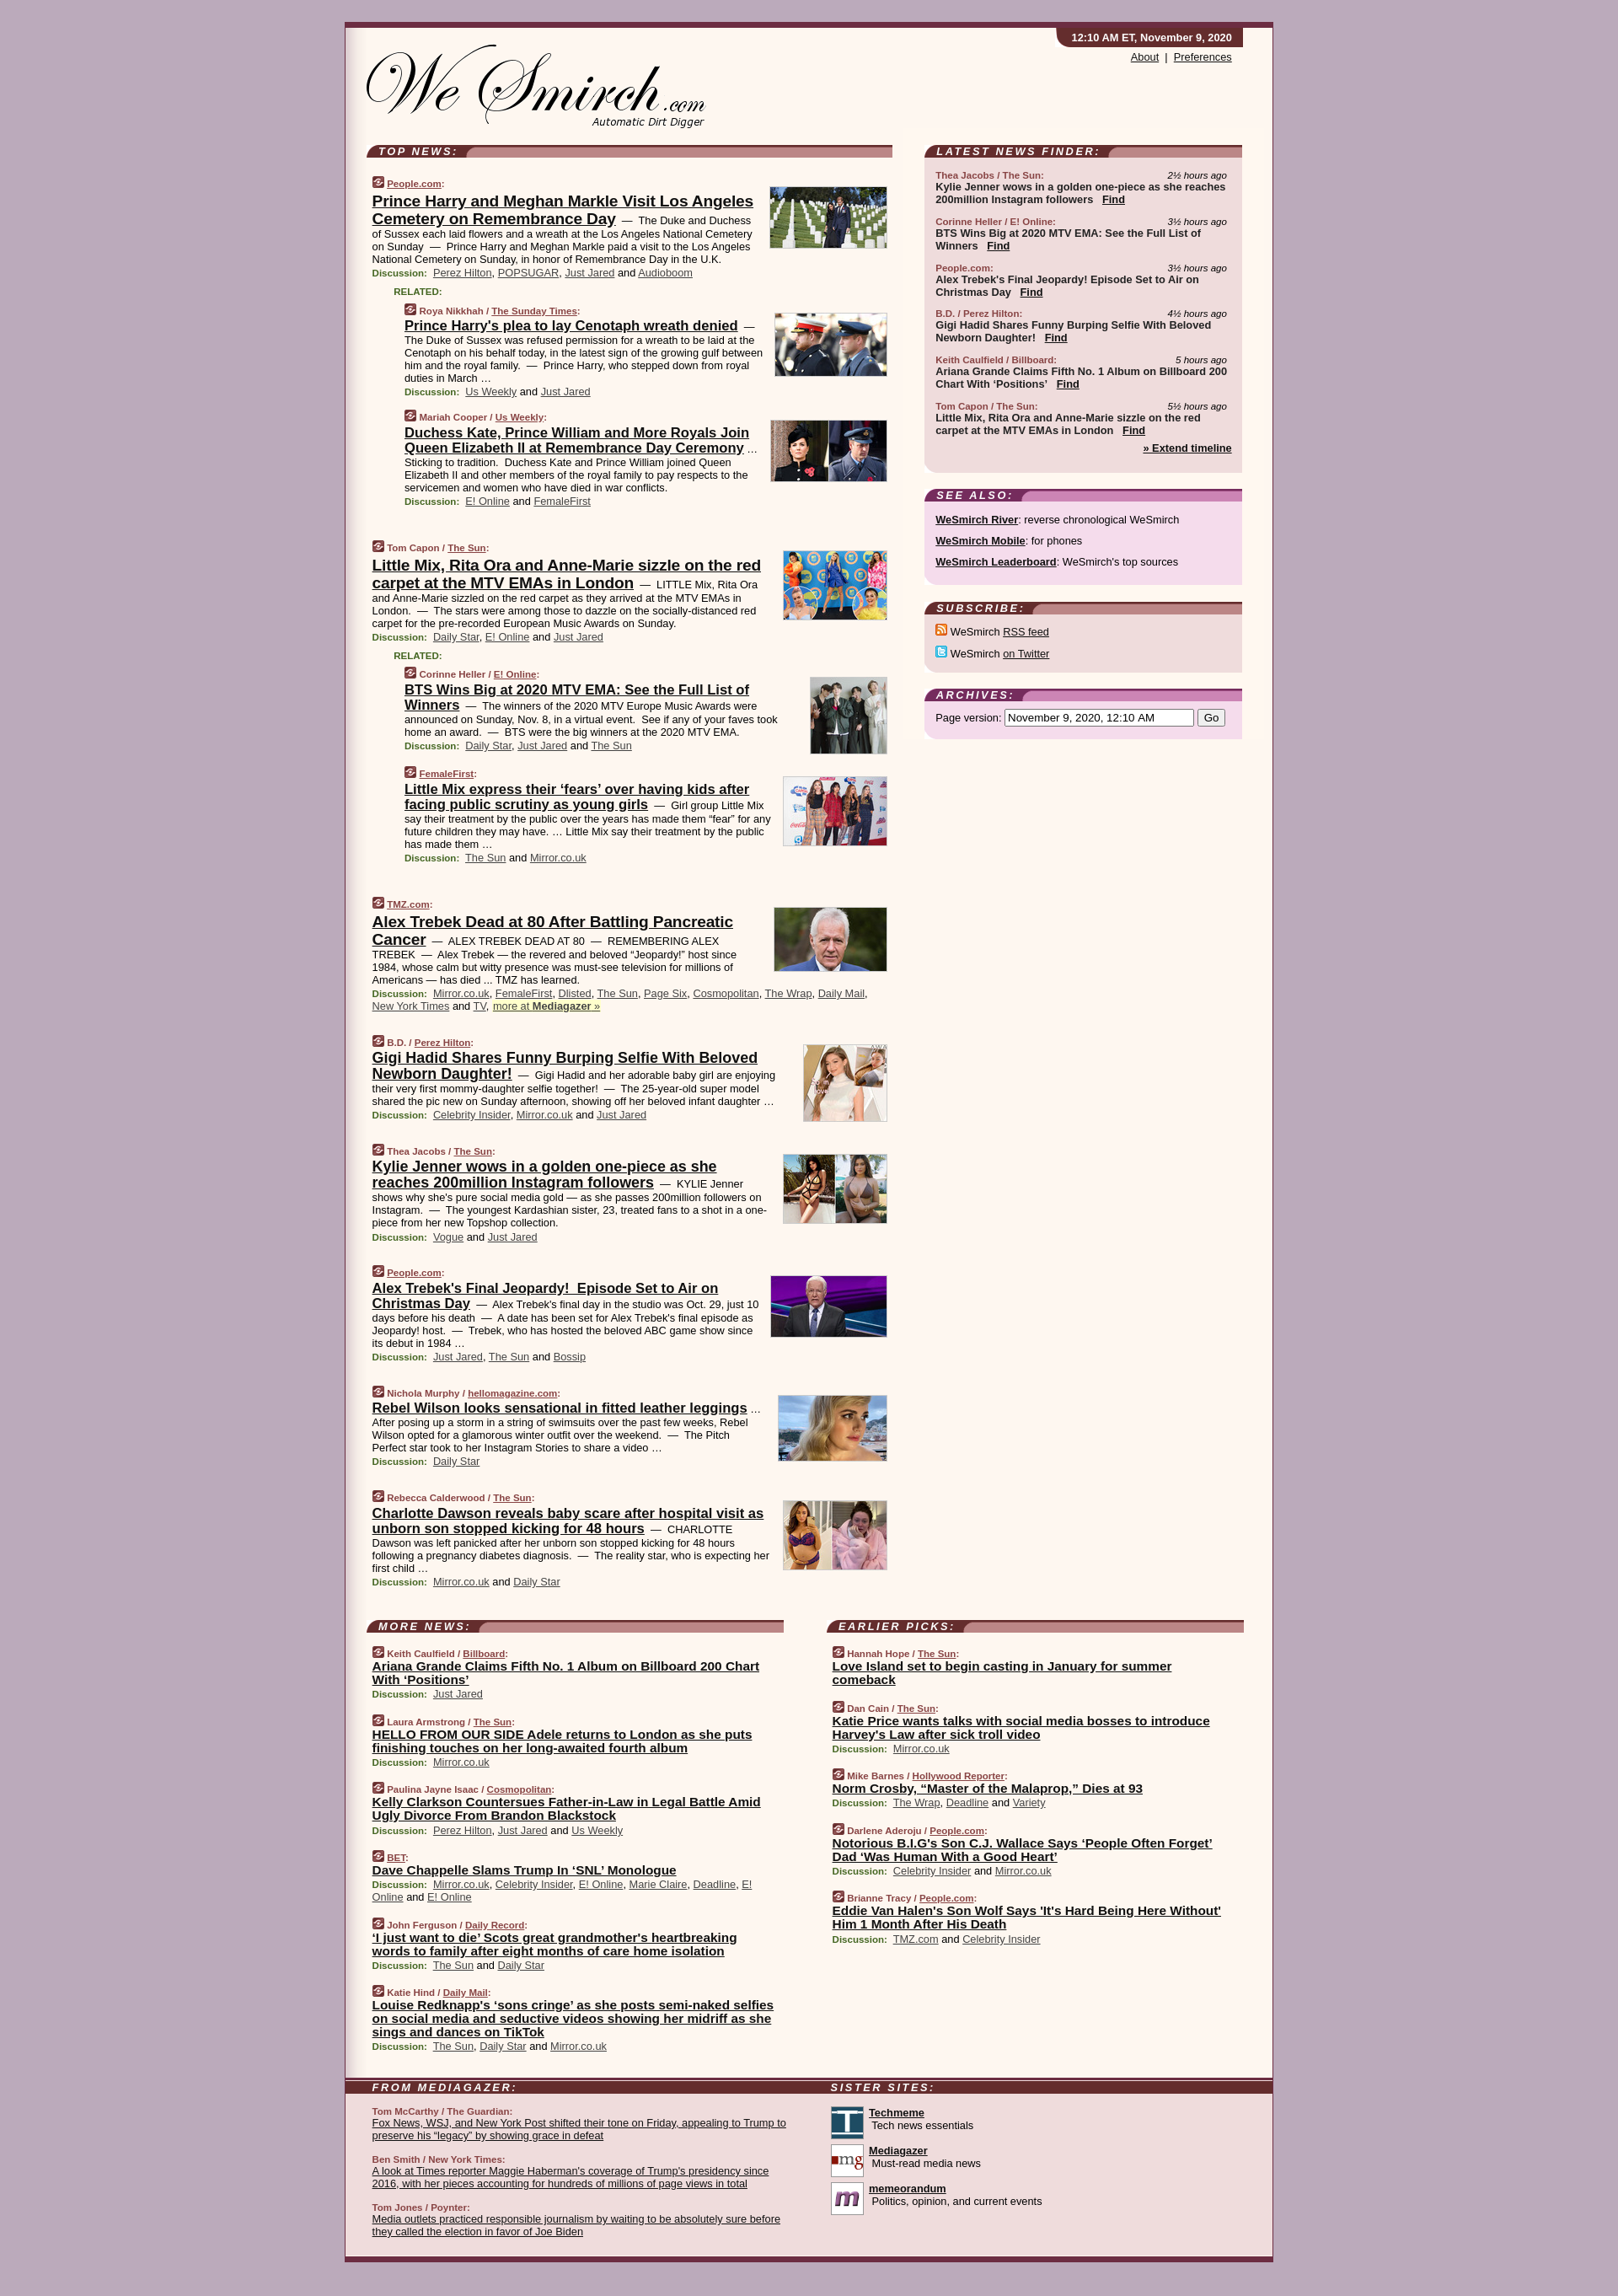 12:10 AM ET, November 9, 2020
About | Preferences
We Smirch.com
Automatic Dirt Digger
TOP NEWS:
People.com:
Prince Harry and Meghan Markle Visit Los Angeles
Cemetery on Remembrance Day — The Duke and Duchess
of Sussex each laid flowers and a wreath at the Los Angeles National Cemetery
on Sunday — Prince Harry and Meghan Markle paid a visit to the Los Angeles
National Cemetery on Sunday, in honor of Remembrance Day in the U.K.
Discussion: Perez Hilton, POPSUGAR, Just Jared and Audioboom
RELATED:
Roya Nikkhah / The Sunday Times:
Prince Harry's plea to lay Cenotaph wreath denied —
The Duke of Sussex was refused permission for a wreath to be laid at the
Cenotaph on his behalf today, in the latest sign of the growing gulf between
him and the royal family. — Prince Harry, who stepped down from royal
duties in March …
Discussion: Us Weekly and Just Jared
Mariah Cooper / Us Weekly:
Duchess Kate, Prince William and More Royals Join
Queen Elizabeth II at Remembrance Day Ceremony …
Sticking to tradition. Duchess Kate and Prince William joined Queen
Elizabeth II and other members of the royal family to pay respects to the
servicemen and women who have died in war conflicts.
Discussion: E! Online and FemaleFirst
Tom Capon / The Sun:
Little Mix, Rita Ora and Anne-Marie sizzle on the red
carpet at the MTV EMAs in London — LITTLE Mix, Rita Ora
and Anne-Marie sizzled on the red carpet as they arrived at the MTV EMAs in
London. — The stars were among those to dazzle on the socially-distanced red
carpet for the pre-recorded European Music Awards on Sunday.
Discussion: Daily Star, E! Online and Just Jared
RELATED:
Corinne Heller / E! Online:
BTS Wins Big at 2020 MTV EMA: See the Full List of
Winners — The winners of the 2020 MTV Europe Music Awards were
announced on Sunday, Nov. 8, in a virtual event. See if any of your faves took
home an award. — BTS were the big winners at the 2020 MTV EMA.
Discussion: Daily Star, Just Jared and The Sun
FemaleFirst:
Little Mix express their ‘fears’ over having kids after
facing public scrutiny as young girls — Girl group Little Mix
say their treatment by the public over the years has made them “fear” for any
future children they may have. … Little Mix say their treatment by the public
has made them …
Discussion: The Sun and Mirror.co.uk
TMZ.com:
Alex Trebek Dead at 80 After Battling Pancreatic
Cancer — ALEX TREBEK DEAD AT 80 — REMEMBERING ALEX
TREBEK — Alex Trebek — the revered and beloved “Jeopardy!” host since
1984, whose calm but witty presence was must-see television for millions of
Americans — has died ... TMZ has learned.
Discussion: Mirror.co.uk, FemaleFirst, Dlisted, The Sun, Page Six, Cosmopolitan, The Wrap, Daily Mail,
New York Times and TV, more at Mediagazer »
B.D. / Perez Hilton:
Gigi Hadid Shares Funny Burping Selfie With Beloved
Newborn Daughter! — Gigi Hadid and her adorable baby girl are enjoying
their very first mommy-daughter selfie together! — The 25-year-old super model
shared the pic new on Sunday afternoon, showing off her beloved infant daughter …
Discussion: Celebrity Insider, Mirror.co.uk and Just Jared
Thea Jacobs / The Sun:
Kylie Jenner wows in a golden one-piece as she
reaches 200million Instagram followers — KYLIE Jenner
shows why she's pure social media gold — as she passes 200million followers on
Instagram. — The youngest Kardashian sister, 23, treated fans to a shot in a one-
piece from her new Topshop collection.
Discussion: Vogue and Just Jared
People.com:
Alex Trebek's Final Jeopardy! Episode Set to Air on
Christmas Day — Alex Trebek's final day in the studio was Oct. 29, just 10
days before his death — A date has been set for Alex Trebek's final episode as
Jeopardy! host. — Trebek, who has hosted the beloved ABC game show since
its debut in 1984 …
Discussion: Just Jared, The Sun and Bossip
Nichola Murphy / hellomagazine.com:
Rebel Wilson looks sensational in fitted leather leggings …
After posing up a storm in a string of swimsuits over the past few weeks, Rebel
Wilson opted for a glamorous winter outfit over the weekend. — The Pitch
Perfect star took to her Instagram Stories to share a video …
Discussion: Daily Star
Rebecca Calderwood / The Sun:
Charlotte Dawson reveals baby scare after hospital visit as
unborn son stopped kicking for 48 hours — CHARLOTTE
Dawson was left panicked after her unborn son stopped kicking for 48 hours
following a pregnancy diabetes diagnosis. — The reality star, who is expecting her
first child …
Discussion: Mirror.co.uk and Daily Star
LATEST NEWS FINDER:
Thea Jacobs / The Sun: 2½ hours ago
Kylie Jenner wows in a golden one-piece as she reaches
200million Instagram followers Find
Corinne Heller / E! Online: 3½ hours ago
BTS Wins Big at 2020 MTV EMA: See the Full List of
Winners Find
People.com: 3½ hours ago
Alex Trebek's Final Jeopardy! Episode Set to Air on
Christmas Day Find
B.D. / Perez Hilton: 4½ hours ago
Gigi Hadid Shares Funny Burping Selfie With Beloved
Newborn Daughter! Find
Keith Caulfield / Billboard: 5 hours ago
Ariana Grande Claims Fifth No. 1 Album on Billboard 200
Chart With ‘Positions’ Find
Tom Capon / The Sun: 5½ hours ago
Little Mix, Rita Ora and Anne-Marie sizzle on the red
carpet at the MTV EMAs in London Find
» Extend timeline
SEE ALSO:
WeSmirch River: reverse chronological WeSmirch
WeSmirch Mobile: for phones
WeSmirch Leaderboard: WeSmirch's top sources
SUBSCRIBE:
WeSmirch RSS feed
WeSmirch on Twitter
ARCHIVES:
Page version: November 9, 2020, 12:10 AM Go
MORE NEWS:
Keith Caulfield / Billboard:
Ariana Grande Claims Fifth No. 1 Album on Billboard 200 Chart
With ‘Positions’
Discussion: Just Jared
Laura Armstrong / The Sun:
HELLO FROM OUR SIDE Adele returns to London as she puts
finishing touches on her long-awaited fourth album
Discussion: Mirror.co.uk
Paulina Jayne Isaac / Cosmopolitan:
Kelly Clarkson Countersues Father-in-Law in Legal Battle Amid
Ugly Divorce From Brandon Blackstock
Discussion: Perez Hilton, Just Jared and Us Weekly
BET:
Dave Chappelle Slams Trump In ‘SNL’ Monologue
Discussion: Mirror.co.uk, Celebrity Insider, E! Online, Marie Claire, Deadline, E!
Online and E! Online
John Ferguson / Daily Record:
‘I just want to die’ Scots great grandmother's heartbreaking
words to family after eight months of care home isolation
Discussion: The Sun and Daily Star
Katie Hind / Daily Mail:
Louise Redknapp's ‘sons cringe’ as she posts semi-naked selfies
on social media and seductive videos showing her midriff as she
sings and dances on TikTok
Discussion: The Sun, Daily Star and Mirror.co.uk
EARLIER PICKS:
Hannah Hope / The Sun:
Love Island set to begin casting in January for summer
comeback
Dan Cain / The Sun:
Katie Price wants talks with social media bosses to introduce
Harvey's Law after sick troll video
Discussion: Mirror.co.uk
Mike Barnes / Hollywood Reporter:
Norm Crosby, “Master of the Malaprop,” Dies at 93
Discussion: The Wrap, Deadline and Variety
Darlene Aderoju / People.com:
Notorious B.I.G's Son C.J. Wallace Says ‘People Often Forget’
Dad ‘Was Human With a Good Heart’
Discussion: Celebrity Insider and Mirror.co.uk
Brianne Tracy / People.com:
Eddie Van Halen's Son Wolf Says 'It's Hard Being Here Without'
Him 1 Month After His Death
Discussion: TMZ.com and Celebrity Insider
FROM MEDIAGAZER:
Tom McCarthy / The Guardian:
Fox News, WSJ, and New York Post shifted their tone on Friday, appealing to Trump to
preserve his “legacy” by showing grace in defeat
Ben Smith / New York Times:
A look at Times reporter Maggie Haberman's coverage of Trump's presidency since
2016, with her pieces accounting for hundreds of millions of page views in total
Tom Jones / Poynter:
Media outlets practiced responsible journalism by waiting to be absolutely sure before
they called the election in favor of Joe Biden
SISTER SITES:
T
Techmeme
Tech news essentials
mg
Mediagazer
Must-read media news
m
memeorandum
Politics, opinion, and current events